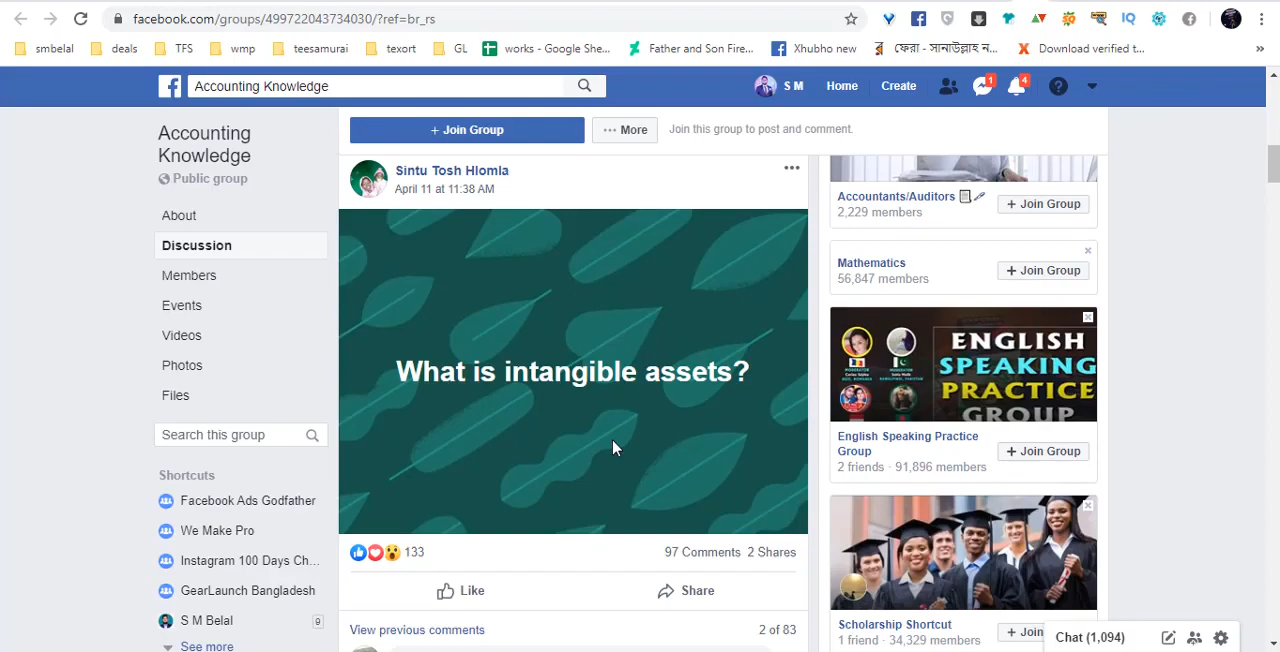 facebook.com/groups/499722043734030/?ref=br_rs
smbelal
deals
TFS
wmp
teesamurai
texort
GL
works - Google She...
Father and Son Fire...
Xhubho new
ফেরা - সানাউল্লাহ ন...
Download verified t...
»
Accounting Knowledge
S M
Home
Create
1
4
Accounting
Knowledge
Public group
About
Discussion
Members
Events
Videos
Photos
Files
Search this group
Shortcuts
Facebook Ads Godfather
We Make Pro
Instagram 100 Days Ch...
GearLaunch Bangladesh
S M Belal
9
See more
+ Join Group
••• More
Join this group to post and comment.
Sintu Tosh Hlomla
April 11 at 11:38 AM
What is intangible assets?
133
97 Comments 2 Shares
Like
Share
View previous comments
2 of 83
Accountants/Auditors
2,229 members
+ Join Group
Mathematics
56,847 members
+ Join Group
ENGLISH
SPEAKING
PRACTICE
GROUP
English Speaking Practice
Group
2 friends · 91,896 members
+ Join Group
Scholarship Shortcut
1 friend · 34,329 members
+ Join
Chat (1,094)